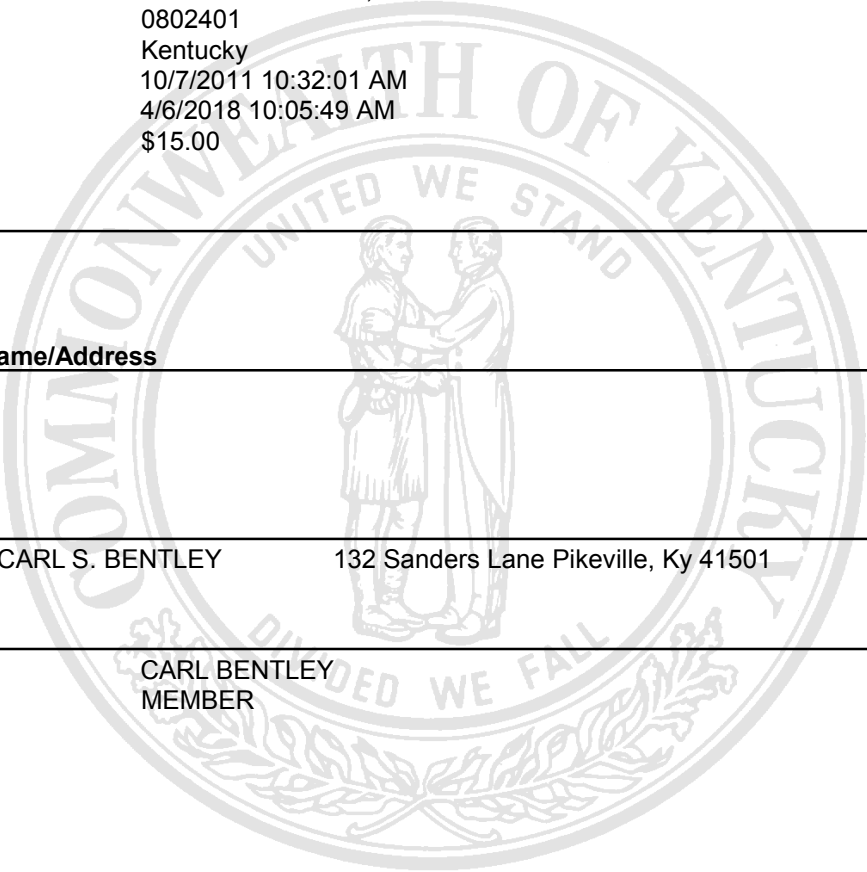 0802401
Kentucky
10/7/2011 10:32:01 AM
4/6/2018 10:05:49 AM
$15.00
ame/Address
CARL S. BENTLEY 132 Sanders Lane Pikeville, Ky 41501
CARL BENTLEY
MEMBER
COMMONWEALTH OF KENTUCKY
UNITED WE STAND
DIVIDED WE FALL